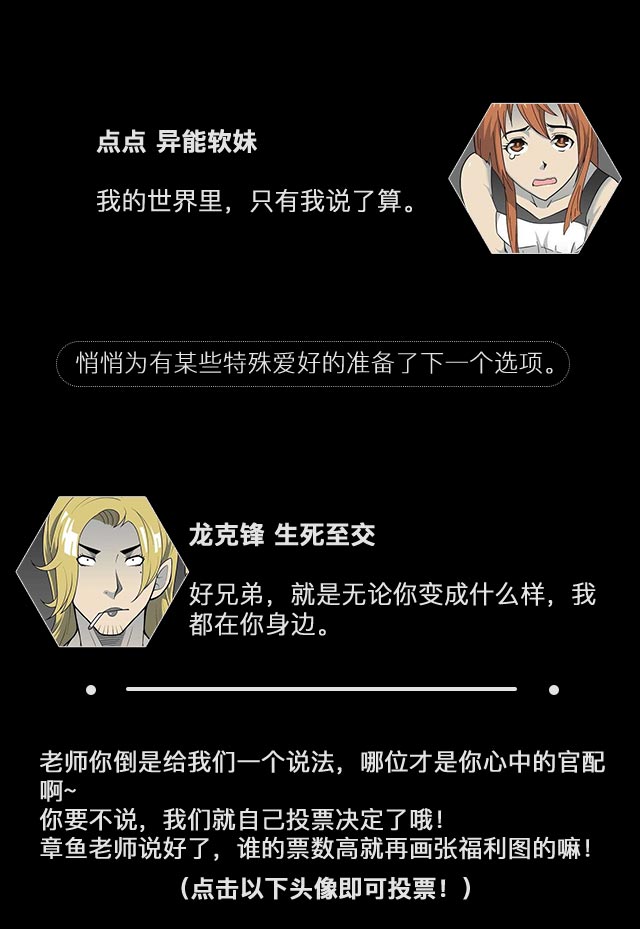 点点 异能软妹
我的世界里，只有我说了算。
悄悄为有某些特殊爱好的准备了下一个选项。
龙克锋 生死至交
好兄弟，就是无论你变成什么样，我
都在你身边。
老师你倒是给我们一个说法，哪位才是你心中的官配
啊~
你要不说，我们就自己投票决定了哦！
章鱼老师说好了，谁的票数高就再画张福利图的嘛！
（点击以下头像即可投票！）